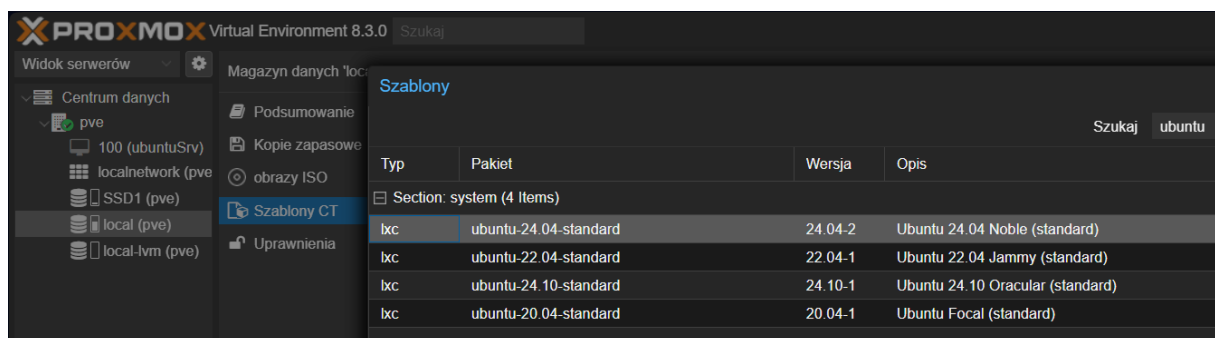 PROXMOX Virtual Environment 8.3.0 Szukaj
Widok serwerów
Centrum danych
pve
100 (ubuntuSrv)
localnetwork (pve
SSD1 (pve)
local (pve)
local-lvm (pve)
Magazyn danych 'loc
Podsumowanie
Kopie zapasowe
obrazy ISO
Szablony CT
Uprawnienia
Szablony
Szukaj ubuntu
Typ Pakiet Wersja Opis
Section: system (4 Items)
lxc ubuntu-24.04-standard 24.04-2 Ubuntu 24.04 Noble (standard)
lxc ubuntu-22.04-standard 22.04-1 Ubuntu 22.04 Jammy (standard)
lxc ubuntu-24.10-standard 24.10-1 Ubuntu 24.10 Oracular (standard)
lxc ubuntu-20.04-standard 20.04-1 Ubuntu Focal (standard)